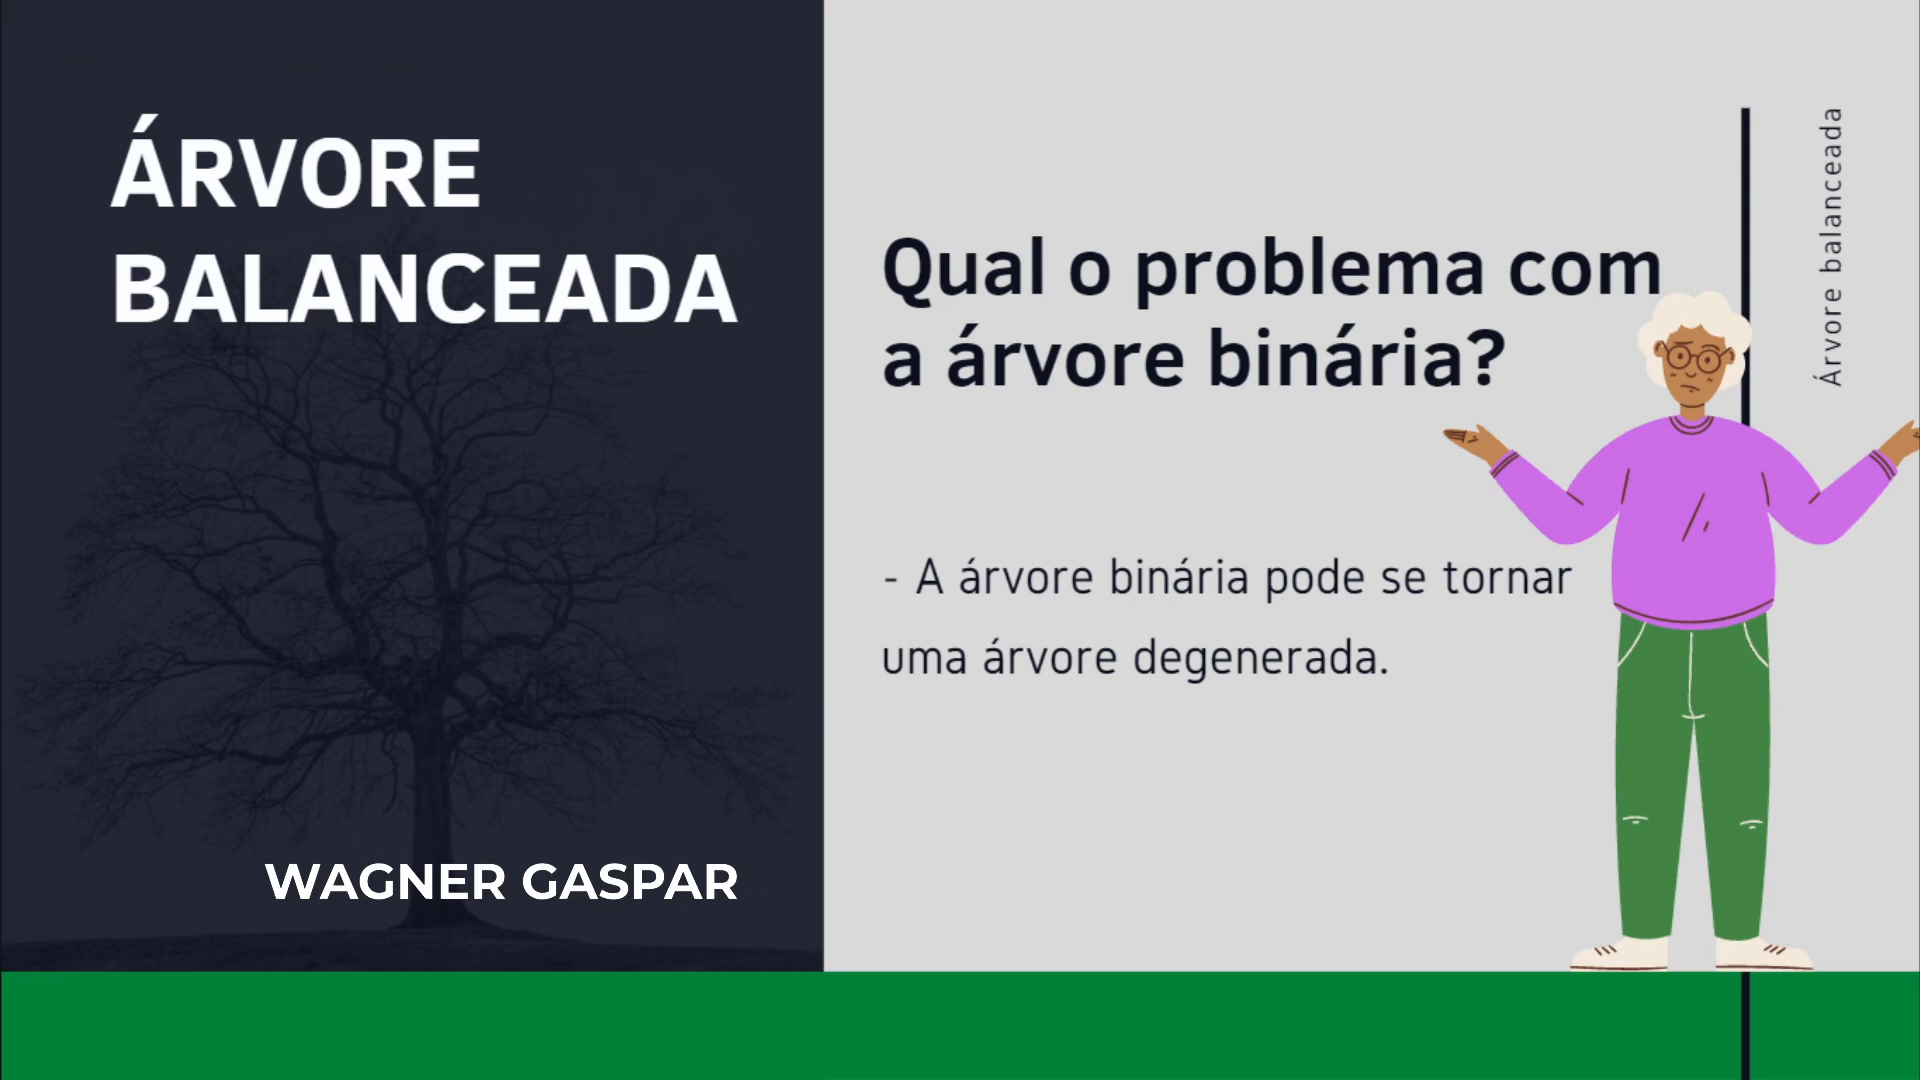 ÁRVORE
BALANCEADA
WAGNER GASPAR
Qual o problema com
a árvore binária?
- A árvore binária pode se tornar
uma árvore degenerada.
Árvore balanceada